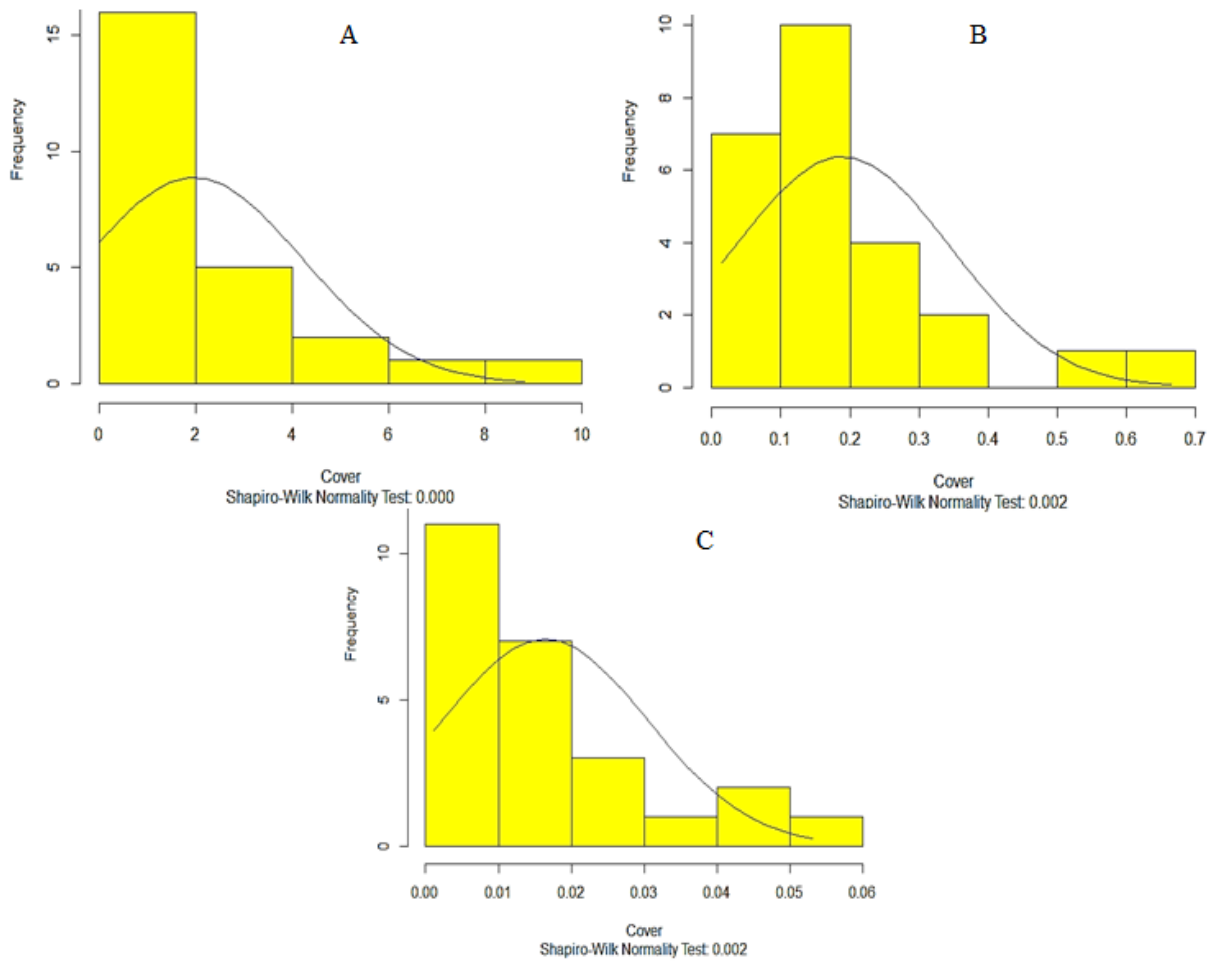 A
Frequency
15
10
5
0
0 2 4 6 8 10
Cover
Shapiro-Wilk Normality Test: 0.000
B
Frequency
10
8
6
4
2
0
0.0 0.1 0.2 0.3 0.4 0.5 0.6 0.7
Cover
Shapiro-Wilk Normality Test: 0.002
C
Frequency
10
5
0
0.00 0.01 0.02 0.03 0.04 0.05 0.06
Cover
Shapiro-Wilk Normality Test: 0.002